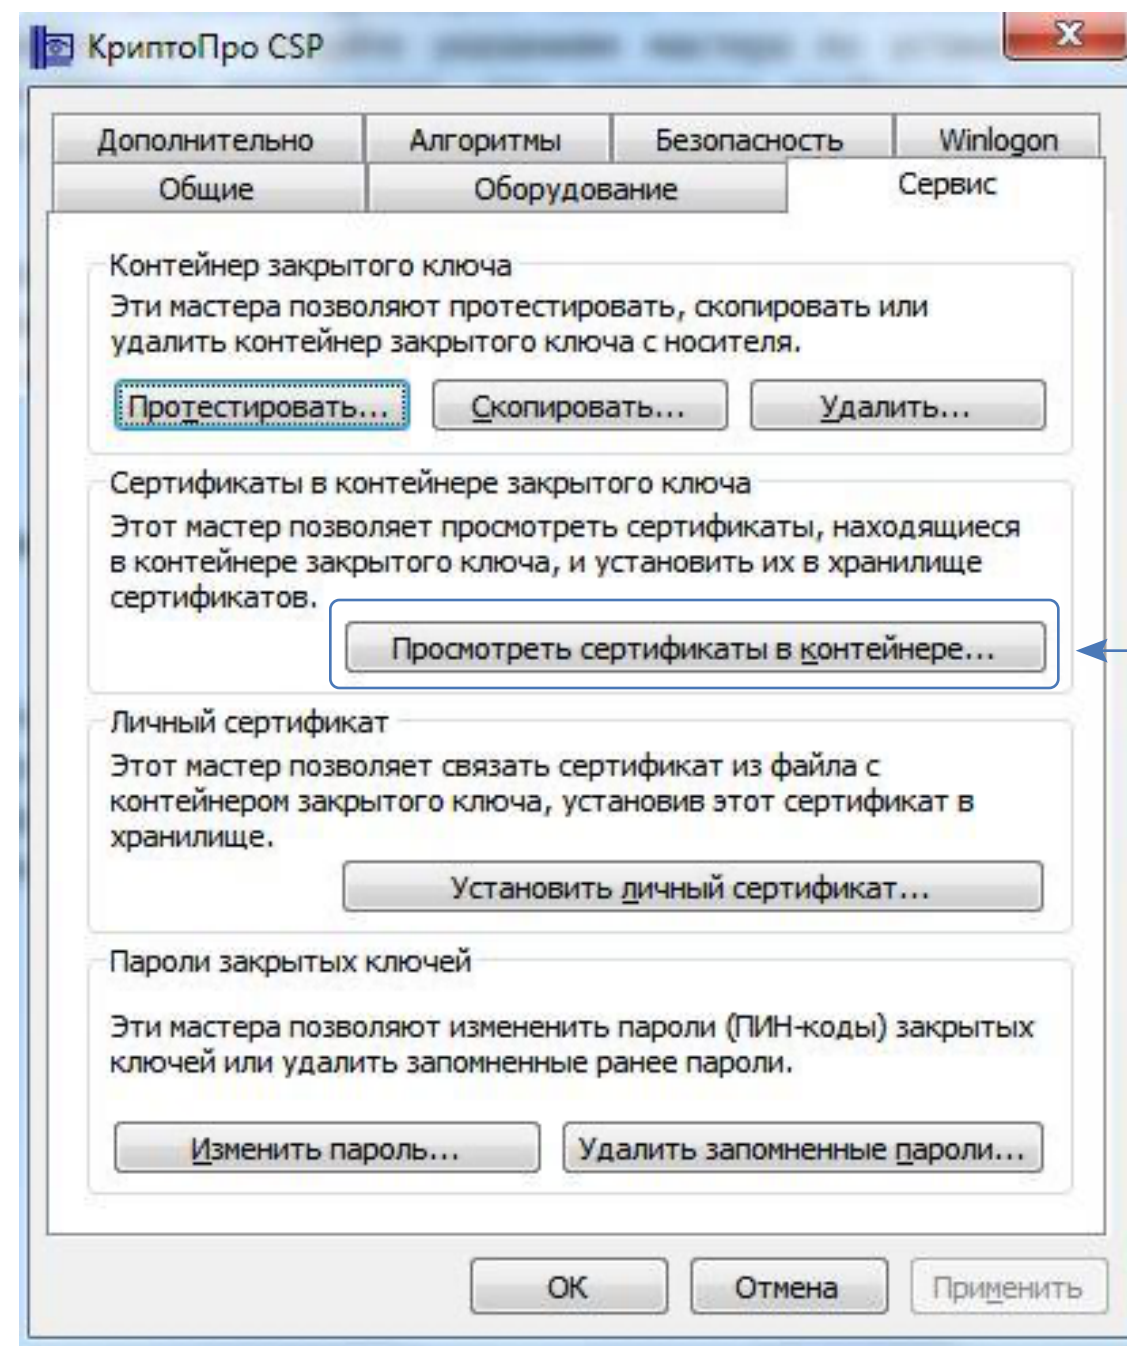 КриптоПро CSP
Дополнительно Алгоритмы Безопасность Winlogon
Общие Оборудование Сервис
Контейнер закрытого ключа
Эти мастера позволяют протестировать, скопировать или
удалить контейнер закрытого ключа с носителя.
Протестировать... Скопировать... Удалить...
Сертификаты в контейнере закрытого ключа
Этот мастер позволяет просмотреть сертификаты, находящиеся
в контейнере закрытого ключа, и установить их в хранилище
сертификатов.
Просмотреть сертификаты в контейнере...
Личный сертификат
Этот мастер позволяет связать сертификат из файла с
контейнером закрытого ключа, установив этот сертификат в
хранилище.
Установить личный сертификат...
Пароли закрытых ключей
Эти мастера позволяют измененить пароли (ПИН-коды) закрытых
ключей или удалить запомненные ранее пароли.
Изменить пароль... Удалить запомненные пароли...
ОК Отмена Применить